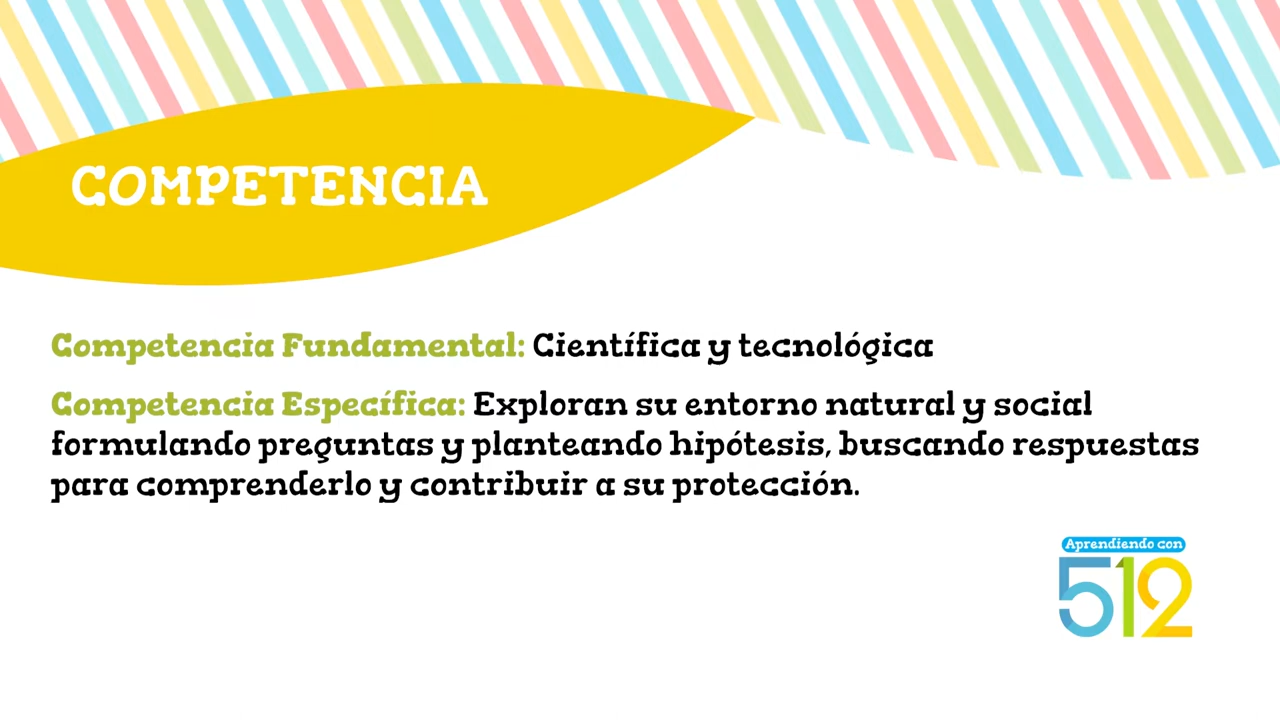 COMPETENCIA
Competencia Fundamental: Científica y tecnológica
Competencia Específica: Exploran su entorno natural y social
formulando preguntas y planteando hipótesis, buscando respuestas
para comprenderlo y contribuir a su protección.
Aprendiendo con
512